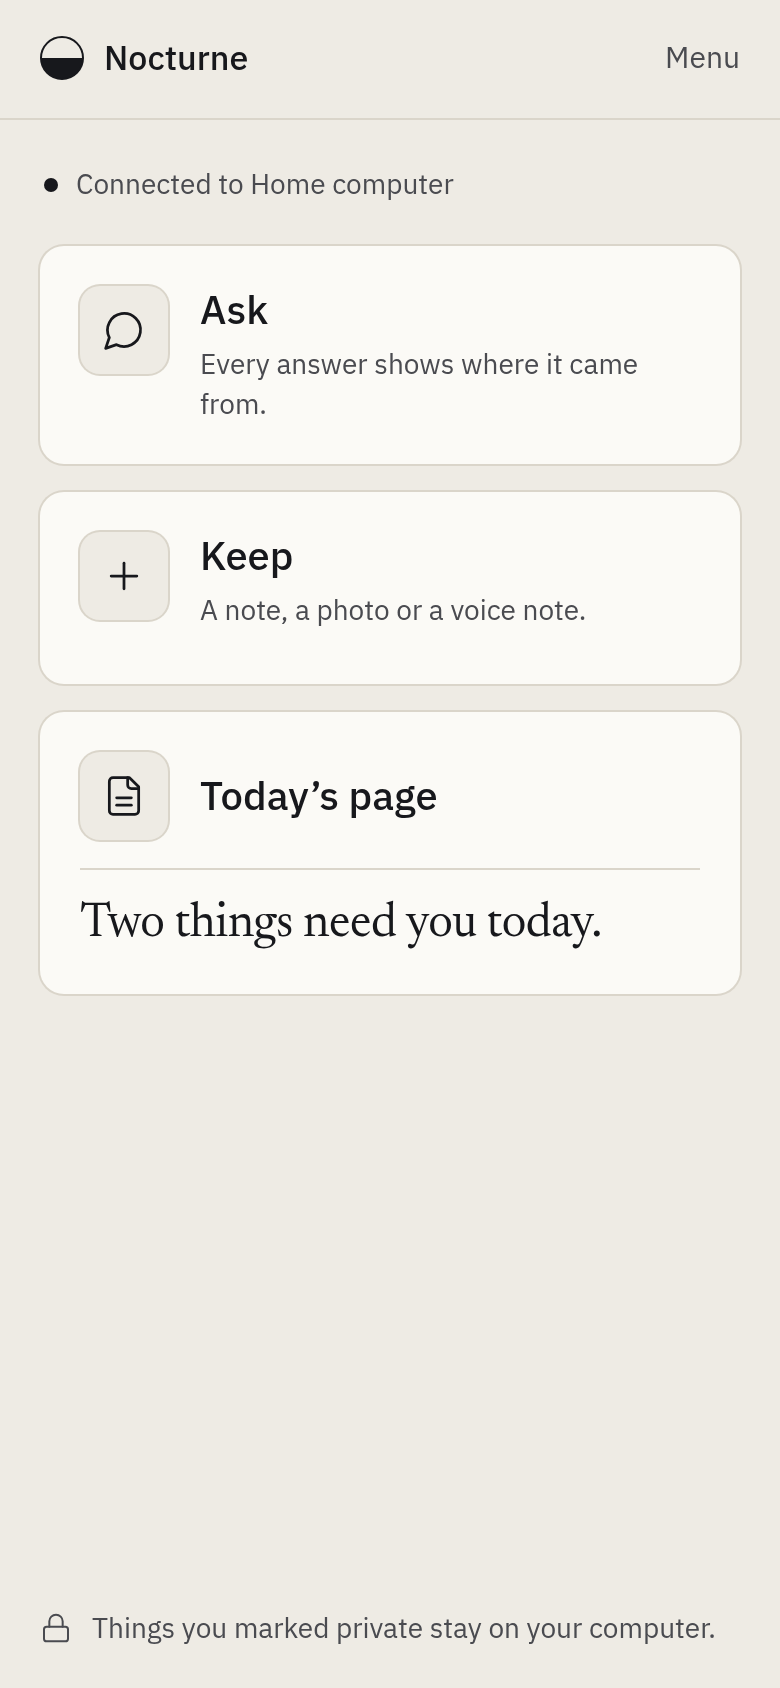 Nocturne
Menu
Connected to Home computer
Ask
Every answer shows where it came
from.
Keep
A note, a photo or a voice note.
Today’s page
Two things need you today.
Things you marked private stay on your computer.